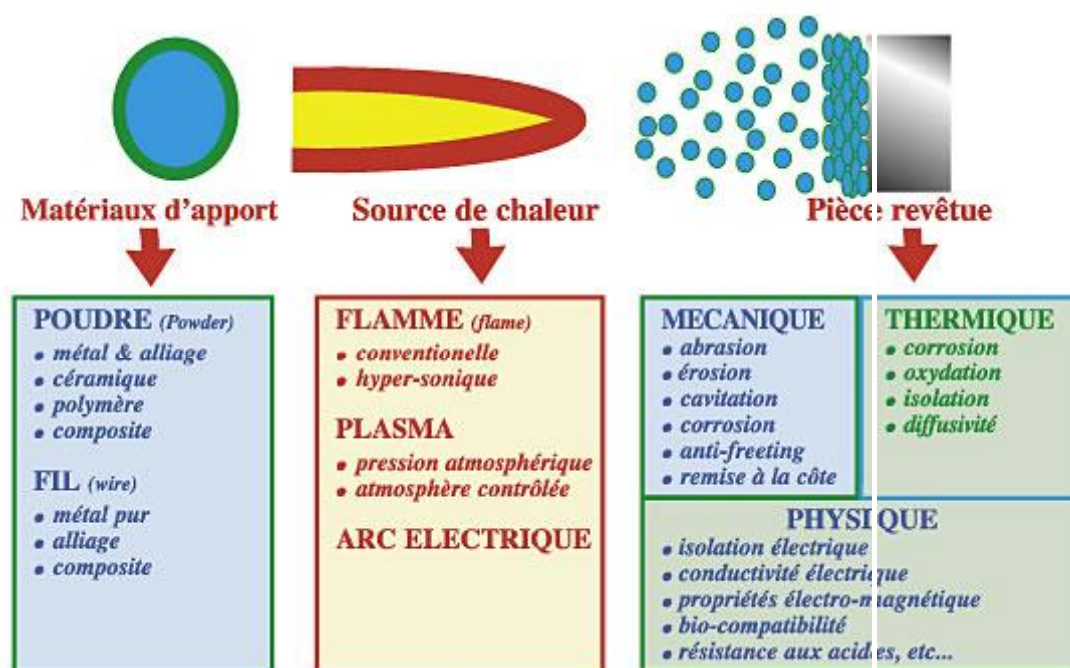 Matériaux d'apport
Source de chaleur
Pièce revêtue
POUDRE (Powder)
• métal & alliage
• céramique
• polymère
• composite
FIL (wire)
• métal pur
• alliage
• composite
FLAMME (flame)
• conventionelle
• hyper-sonique
PLASMA
• pression atmosphérique
• atmosphère contrôlée
ARC ELECTRIQUE
MECANIQUE
• abrasion
• érosion
• cavitation
• corrosion
• anti-freeting
• remise à la côte
THERMIQUE
• corrosion
• oxydation
• isolation
• diffusivité
PHYSIQUE
• isolation électrique
• conductivité électrique
• propriétés électro-magnétique
• bio-compatibilité
• résistance aux acides, etc...